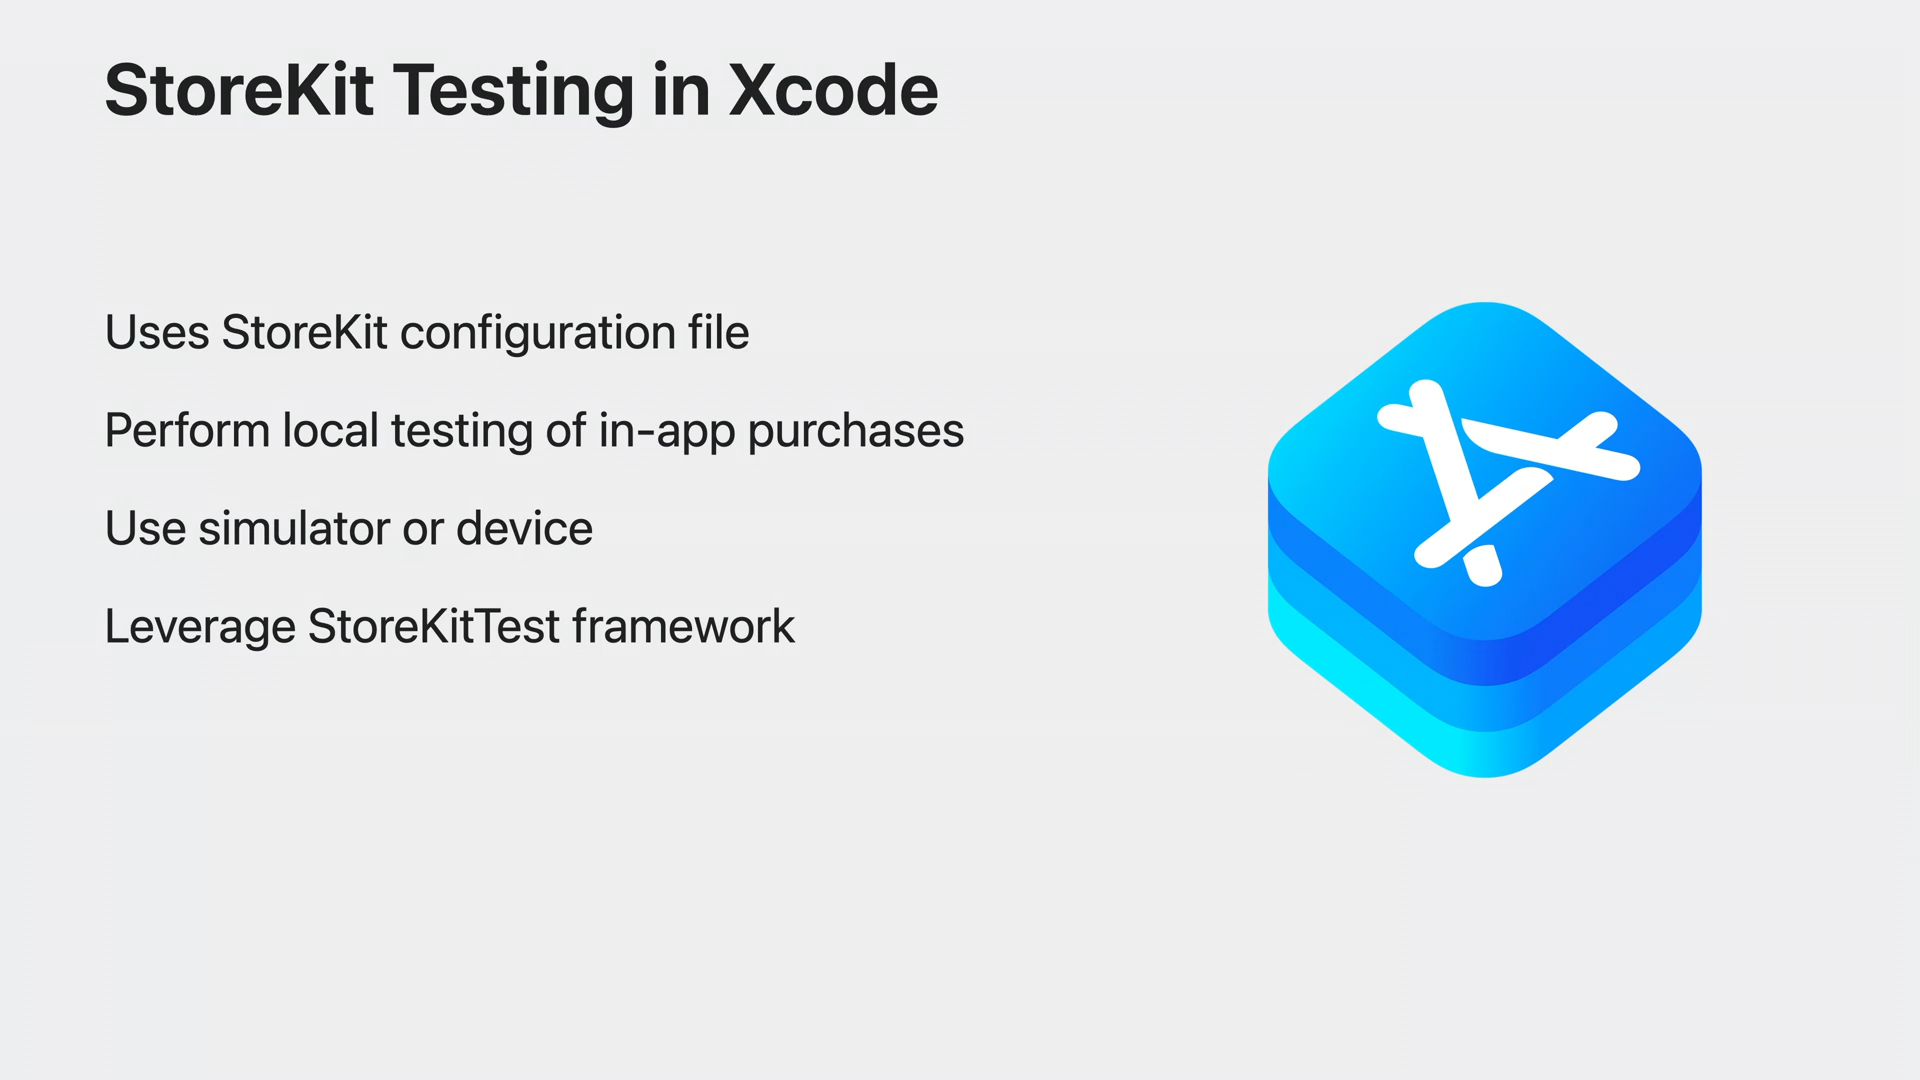 StoreKit Testing in Xcode
Uses StoreKit configuration file
Perform local testing of in-app purchases
Use simulator or device
Leverage StoreKitTest framework